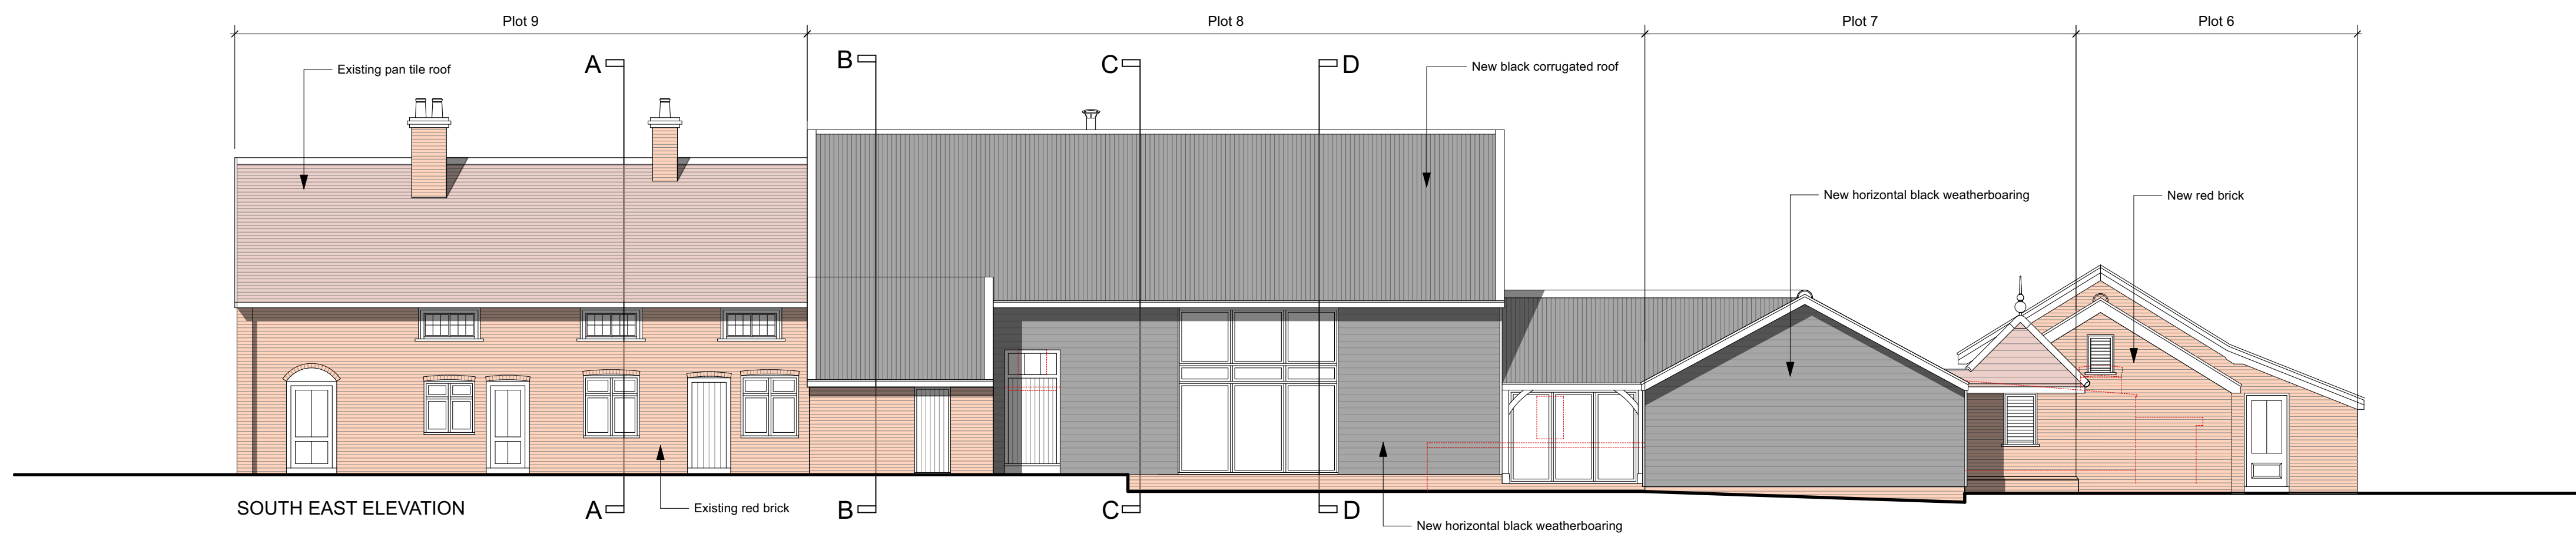 Plot 9
Plot 8
Plot 7
Plot 6
A
B
C
D
Existing pan tile roof
New black corrugated roof
New horizontal black weatherboaring
New red brick
SOUTH EAST ELEVATION
A
Existing red brick
B
C
D
New horizontal black weatherboaring